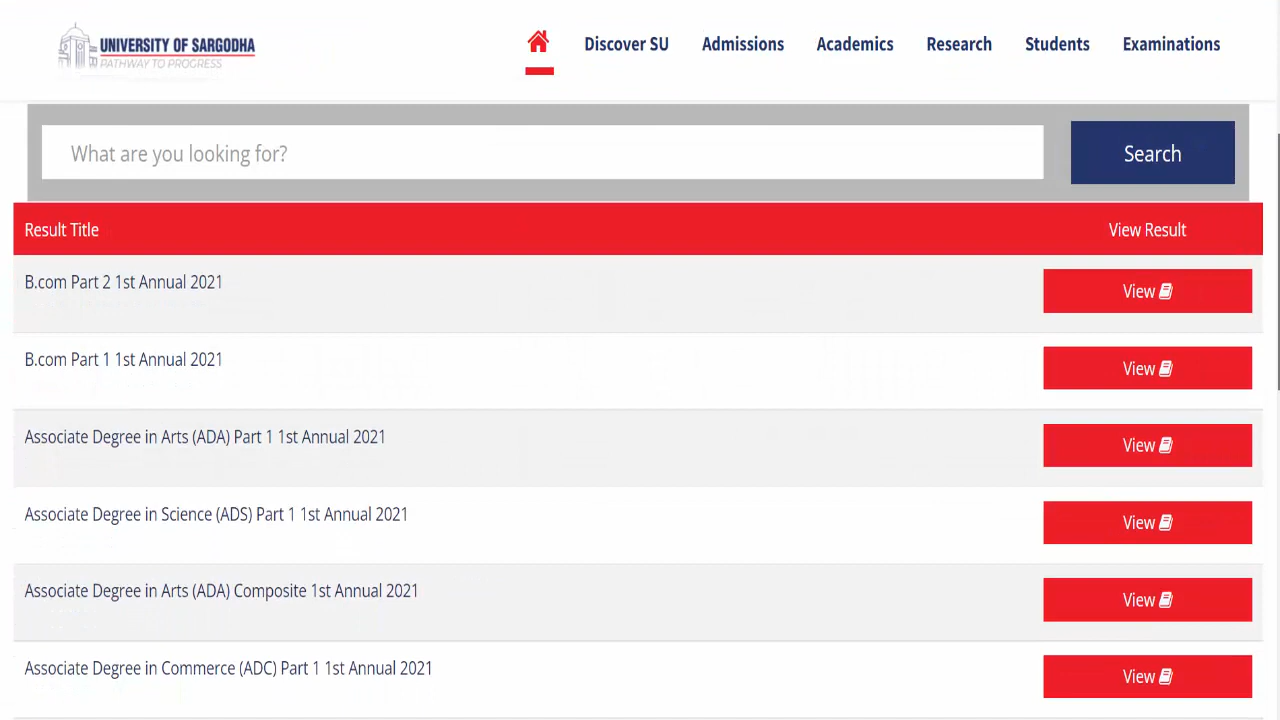 UNIVERSITY OF SARGODHA
PATHWAY TO PROGRESS
Discover SU Admissions Academics Research Students Examinations
What are you looking for? Search
Result Title View Result
B.com Part 2 1st Annual 2021 View
B.com Part 1 1st Annual 2021 View
Associate Degree in Arts (ADA) Part 1 1st Annual 2021 View
Associate Degree in Science (ADS) Part 1 1st Annual 2021 View
Associate Degree in Arts (ADA) Composite 1st Annual 2021 View
Associate Degree in Commerce (ADC) Part 1 1st Annual 2021 View